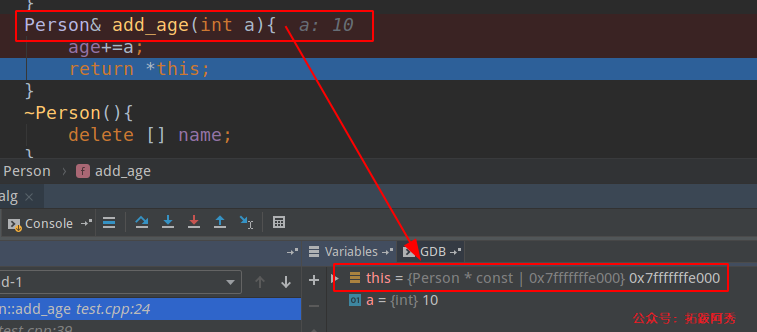 }
Person& add_age(int a){ a: 10
age+=a;
return *this;
}
~Person(){
delete [] name;
}
Person › f add_age
alg ×
Console →"
Variables →" GDB →"
d-1
this = {Person * const | 0x7fffffffe000} 0x7fffffffe000
n::add_age test.cpp:24
01 a = {int} 10
test.cpp:39
公众号：拓跋阿秀